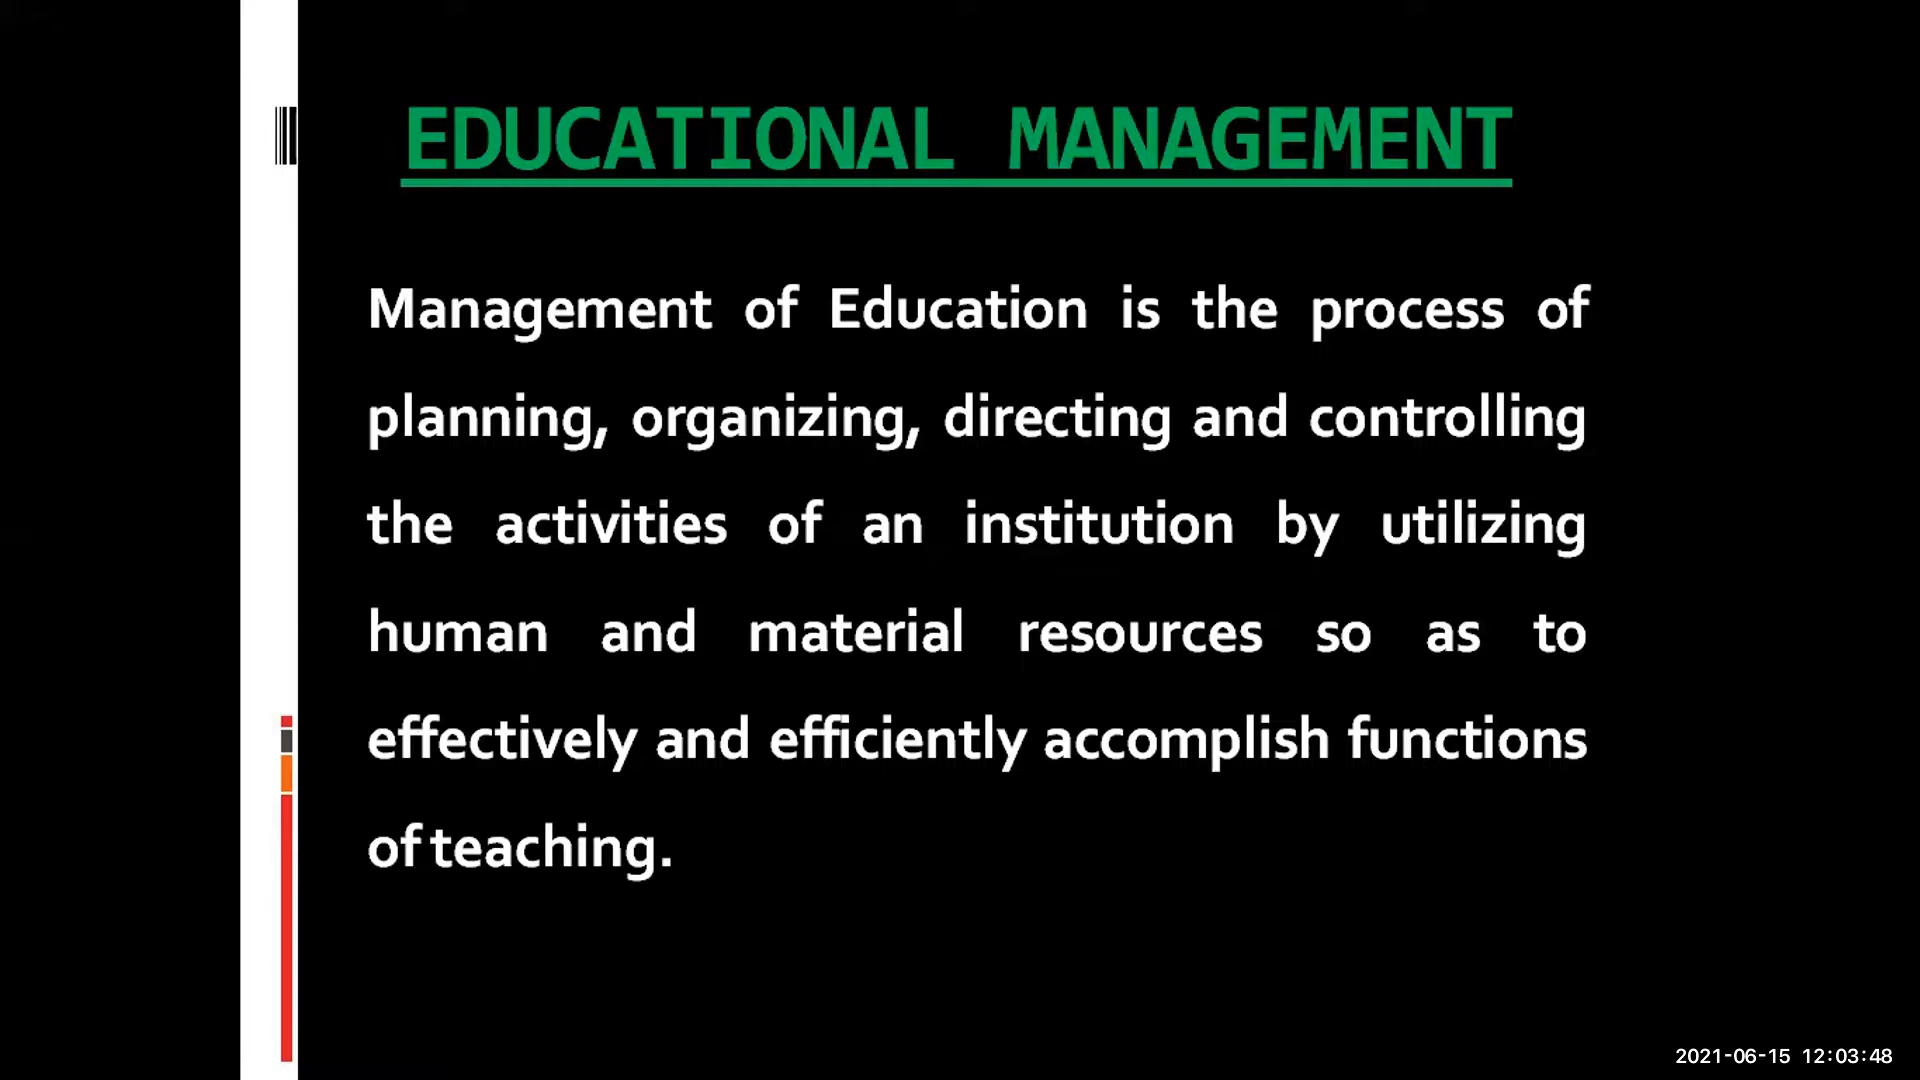 EDUCATIONAL MANAGEMENT
Management of Education is the process of
planning, organizing, directing and controlling
the activities of an institution by utilizing
human and material resources so as to
effectively and efficiently accomplish functions
of teaching.
2021-06-15 12:03:48